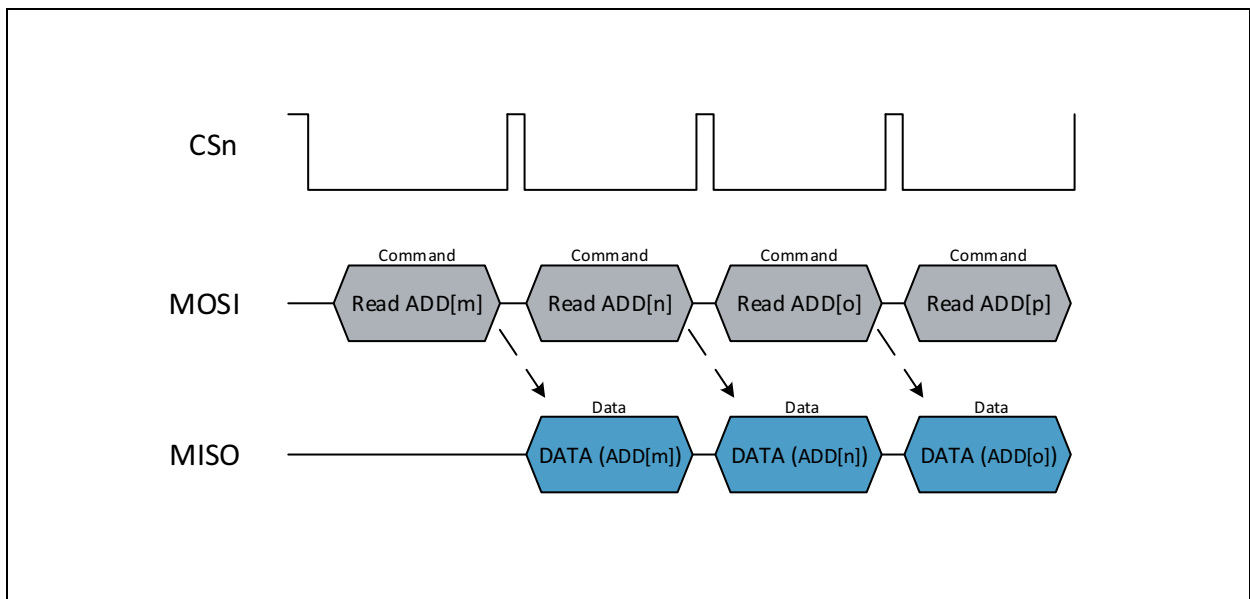 CSn
Command Command Command Command
MOSI Read ADD[m] Read ADD[n] Read ADD[o] Read ADD[p]
Data Data Data
MISO DATA (ADD[m]) DATA (ADD[n]) DATA (ADD[o])